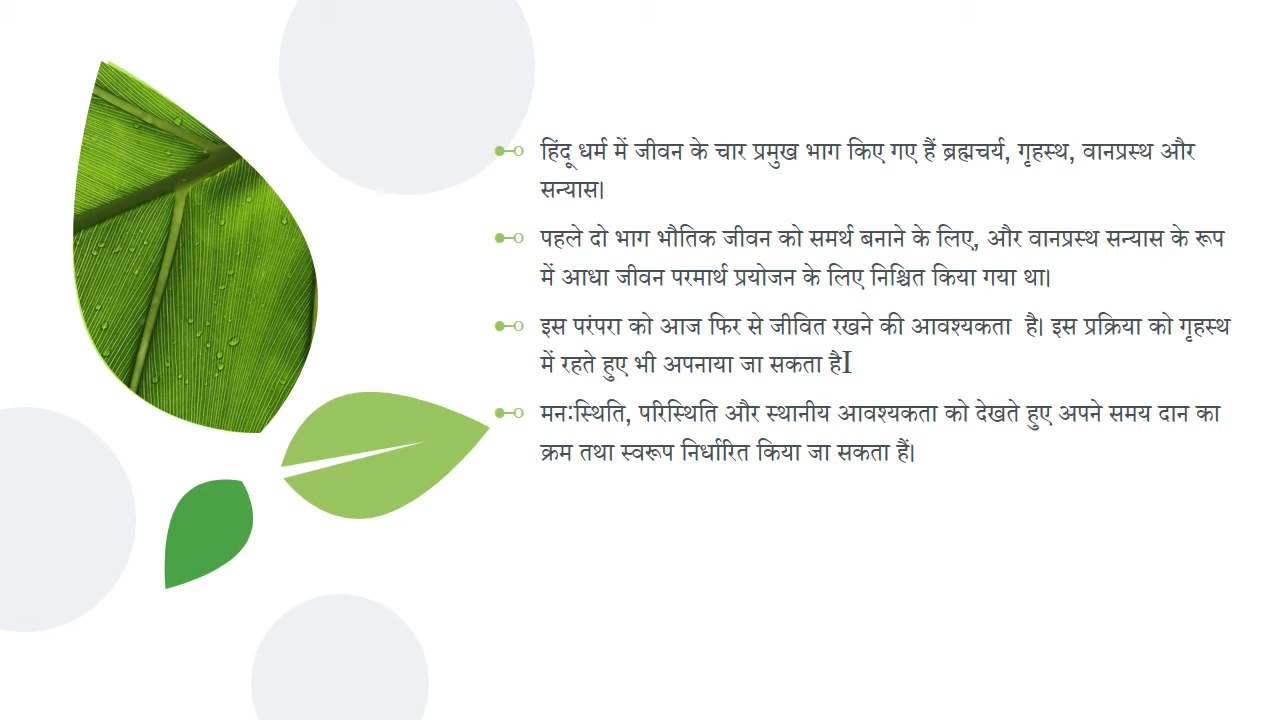 हिंदू धर्म में जीवन के चार प्रमुख भाग किए गए हैं ब्रह्मचर्य, गृहस्थ, वानप्रस्थ और
सन्यास।
पहले दो भाग भौतिक जीवन को समर्थ बनाने के लिए, और वानप्रस्थ सन्यास के रूप
में आधा जीवन परमार्थ प्रयोजन के लिए निश्चित किया गया था।
इस परंपरा को आज फिर से जीवित रखने की आवश्यकता है। इस प्रक्रिया को गृहस्थ
में रहते हुए भी अपनाया जा सकता है
मन:स्थिति, परिस्थिति और स्थानीय आवश्यकता को देखते हुए अपने समय दान का
क्रम तथा स्वरूप निर्धारित किया जा सकता हैं।